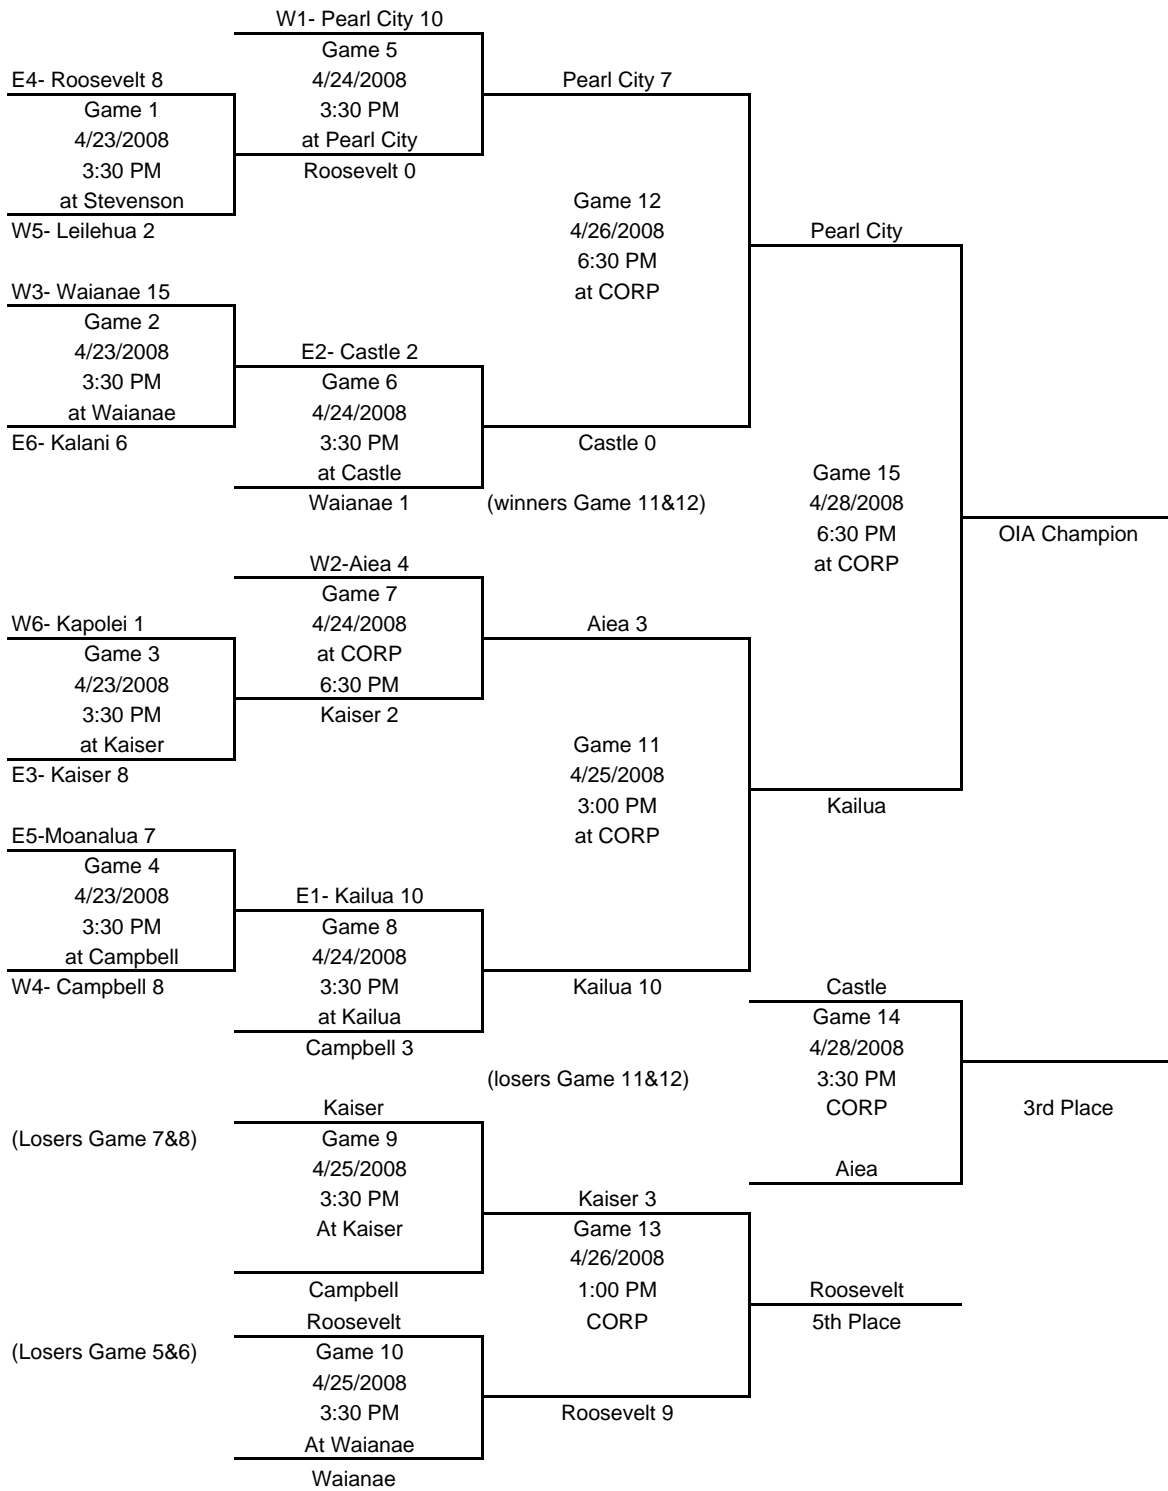 W1- Pearl City 10
Game 5
E4- Roosevelt 8 4/24/2008 Pearl City 7
Game 1 3:30 PM
4/23/2008 at Pearl City
3:30 PM Roosevelt 0
at Stevenson Game 12
W5- Leilehua 2 4/26/2008 Pearl City
6:30 PM
W3- Waianae 15 at CORP
Game 2
4/23/2008 E2- Castle 2
3:30 PM Game 6
at Waianae 4/24/2008
E6- Kalani 6 3:30 PM Castle 0
at Castle Game 15
Waianae 1 (winners Game 11&12) 4/28/2008
6:30 PM OIA Champion
W2-Aiea 4 at CORP
Game 7
W6- Kapolei 1 4/24/2008 Aiea 3
Game 3 at CORP
4/23/2008 6:30 PM
3:30 PM Kaiser 2
at Kaiser Game 11
E3- Kaiser 8 4/25/2008
3:00 PM Kailua
E5-Moanalua 7 at CORP
Game 4
4/23/2008 E1- Kailua 10
3:30 PM Game 8
at Campbell 4/24/2008
W4- Campbell 8 3:30 PM Kailua 10 Castle
at Kailua Game 14
Campbell 3 4/28/2008
(losers Game 11&12) 3:30 PM
Kaiser CORP 3rd Place
(Losers Game 7&8) Game 9
4/25/2008 Aiea
3:30 PM Kaiser 3
At Kaiser Game 13
4/26/2008
Campbell 1:00 PM Roosevelt
Roosevelt CORP 5th Place
(Losers Game 5&6) Game 10
4/25/2008
3:30 PM Roosevelt 9
At Waianae
Waianae